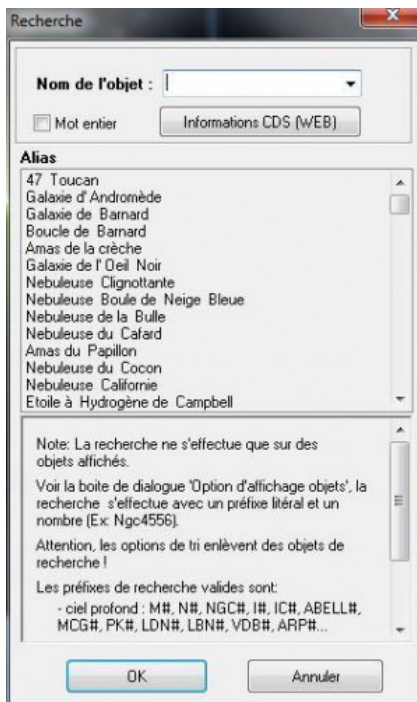 Recherche
Nom de l'objet :
Mot entier
Informations CDS (WEB)
Alias
47 Toucan
Galaxie d'Andromède
Galaxie de Barnard
Boucle de Barnard
Amas de la crèche
Galaxie de l'Oeil Noir
Nebuleuse Clignottante
Nebuleuse Boule de Neige Bleue
Nebuleuse de la Bulle
Nebuleuse du Cafard
Amas du Papillon
Nebuleuse du Cocon
Nebuleuse Californie
Etoile à Hydrogène de Campbell
Note: La recherche ne s'effectue que sur des
objets affichés.
Voir la boite de dialogue 'Option d'affichage objets', la
recherche s'effectue avec un préfixe litéral et un
nombre (Ex: Ngc4556).
Attention, les options de tri enlèvent des objets de
recherche !
Les préfixes de recherche valides sont:
- ciel profond : M#, N#, NGC#, I#, IC#, ABELL#,
MCG#, PK#, LDN#, LBN#, VDB#, ARP#...
OK
Annuler